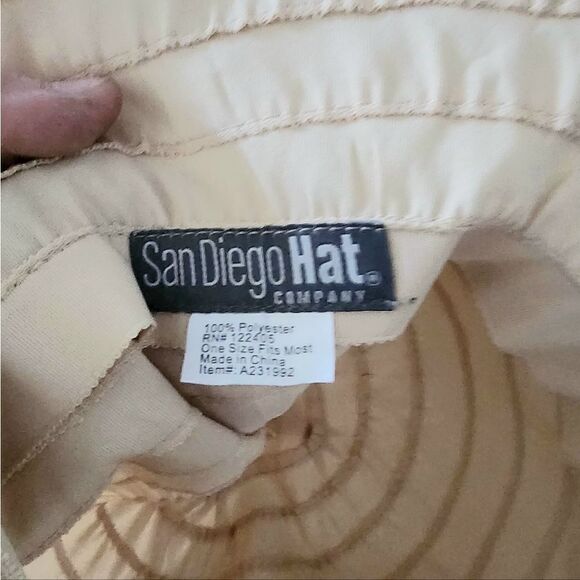 San Diego Hat®
COMPANY
100% Polyester
RN# 122405
One Size Fits Most
Made in China
Item#: A231992